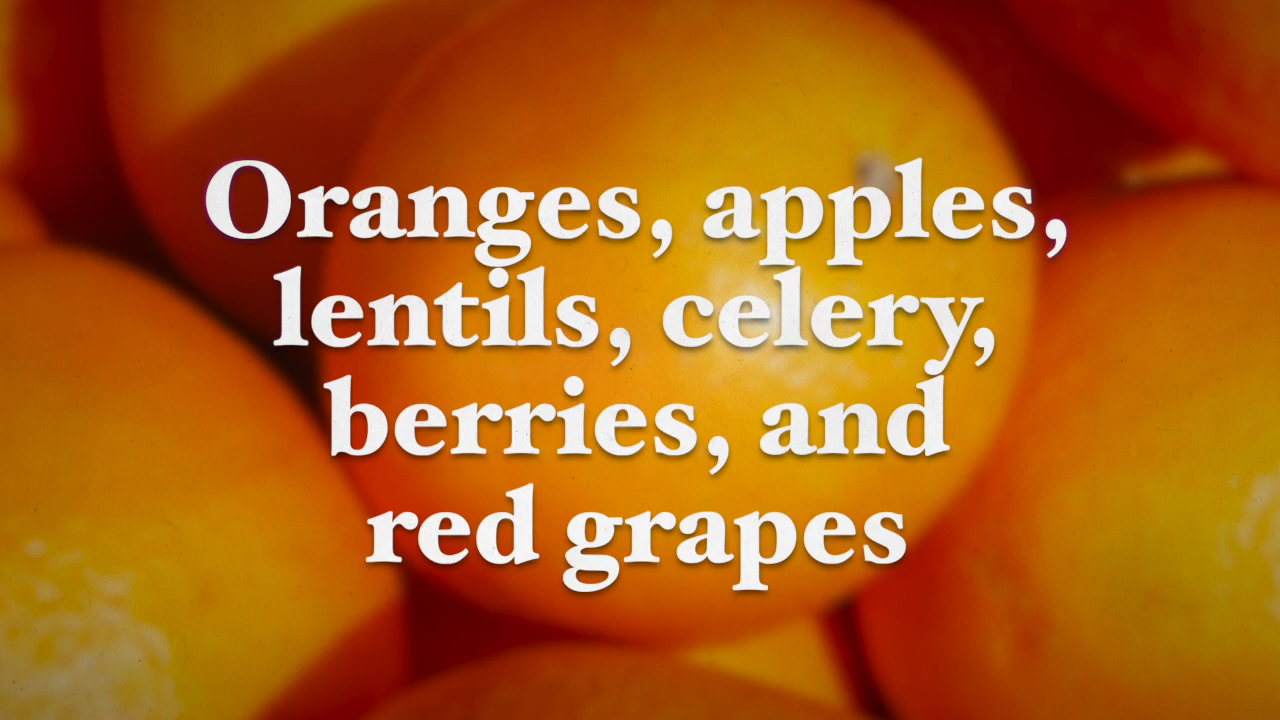 Oranges, apples,
lentils, celery,
berries, and
red grapes